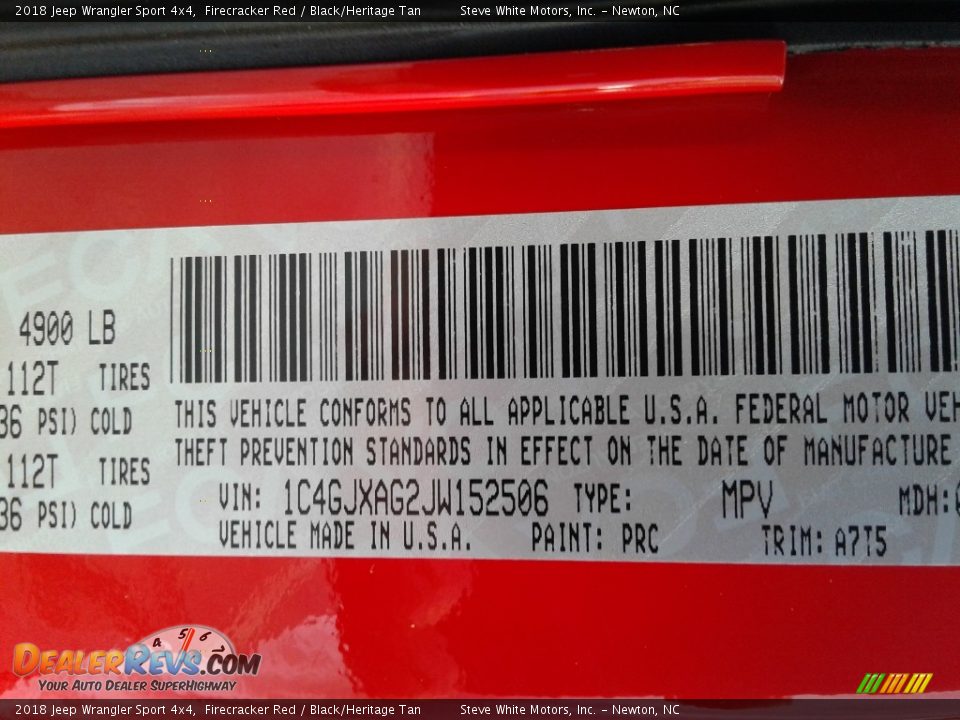 2018 Jeep Wrangler Sport 4x4,  Firecracker Red / Black/Heritage Tan    Steve White Motors, Inc. – Newton, NC
4900 LB
112T TIRES
36 PSI) COLD
112T TIRES
36 PSI) COLD
THIS VEHICLE CONFORMS TO ALL APPLICABLE U.S.A. FEDERAL MOTOR VEH
THEFT PREVENTION STANDARDS IN EFFECT ON THE DATE OF MANUFACTURE
VIN: 1C4GJXAG2JW152506 TYPE: MPV MDH:
VEHICLE MADE IN U.S.A. PAINT: PRC TRIM: A7T5
4 5 6 7
DealerRevs.com
Your Auto Dealer SuperHighway
2018 Jeep Wrangler Sport 4x4,  Firecracker Red / Black/Heritage Tan    Steve White Motors, Inc. – Newton, NC